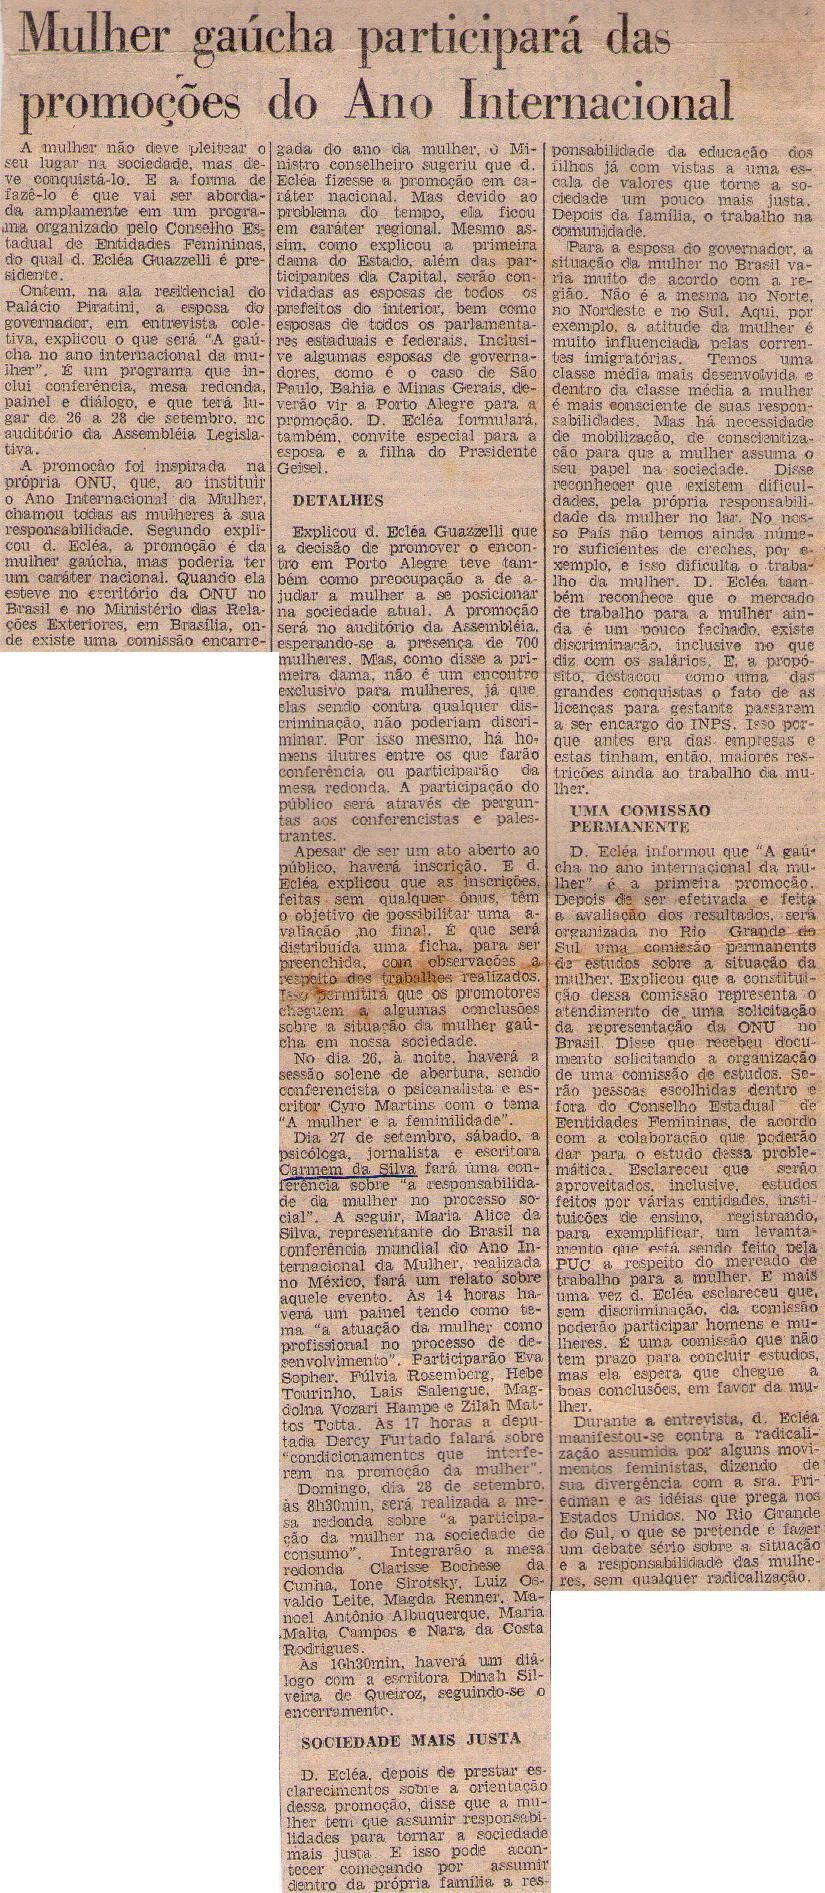 Mulher gaúcha participará das
promoções do Ano Internacional
A mulher não deve pleitear o
seu lugar na sociedade, mas de-
ve conquistá-lo. E a forma de
fazê-lo é que vai ser aborda-
da amplamente em um progra-
ma organizado pelo Conselho Es-
tadual de Entidades Femininas,
do qual d. Ecléa Guazzelli é pre-
sidente.
Ontem, na ala residencial do
Palácio Piratini, a esposa do
governador, em entrevista cole-
tiva, explicou o que será "A gaú-
cha no ano internacional da mu-
lher". É um programa que in-
clui conferência, mesa redonda,
painel e diálogo, e que terá lu-
gar de 26 a 28 de setembro, no
auditório da Assembléia Legisla-
tiva.
A promoção foi inspirada na
própria ONU, que, ao instituir
o Ano Internacional da Mulher,
chamou todas as mulheres à sua
responsabilidade. Segundo expli-
cou d. Ecléa, a promoção é da
mulher gaúcha, mas poderia ter
um caráter nacional. Quando ela
esteve no escritório da ONU no
Brasil e no Ministério das Rela-
ções Exteriores, em Brasília, on-
de existe uma comissão encarre-
gada do ano da mulher, o Mi-
nistro conselheiro sugeriu que d.
Ecléa fizesse a promoção em ca-
ráter nacional. Mas devido ao
problema do tempo, ela ficou
em caráter regional. Mesmo as-
sim, como explicou a primeira
dama do Estado, além das par-
ticipantes da Capital, serão con-
vidadas as esposas de todos os
prefeitos do interior, bem como
esposas de todos os parlamenta-
res estaduais e federais. Inclusi-
ve algumas esposas de governa-
dores, como é o caso de São
Paulo, Bahia e Minas Gerais, de-
verão vir a Porto Alegre para a
promoção. D. Ecléa formulará,
também, convite especial para a
esposa e a filha do Presidente
Geisel.
DETALHES
Explicou d. Ecléa Guazzelli que
a decisão de promover o encon-
tro em Porto Alegre teve tam-
bém como preocupação a de a-
judar a mulher a se posicionar
na sociedade atual. A promoção
será no auditório da Assembléia,
esperando-se a presença de 700
mulheres. Mas, como disse a pri-
meira dama, não é um encontro
exclusivo para mulheres, já que
elas sendo contra qualquer dis-
criminação, não poderiam discri-
minar. Por isso mesmo, há ho-
mens ilutres entre os que farão
conferência ou participarão da
mesa redonda. A participação do
público será através de pergun-
tas aos conferencistas e pales-
trantes.
Apesar de ser um ato aberto ao
público, haverá inscrição. E d.
Ecléa explicou que as inscrições,
feitas sem qualquer ônus, têm
o objetivo de possibilitar uma a-
valiação no final. É que será
distribuída uma ficha, para ser
preenchida, com observações a
respeito dos trabalhos realizados.
Isso permitirá que os promotores
cheguem a algumas conclusões
sobre a situação da mulher gaú-
cha em nossa sociedade.
No dia 26, à noite, haverá a
sessão solene de abertura, sendo
conferencista o psicanalista e es-
critor Cyro Martins com o tema
"A mulher e a feminilidade".
Dia 27 de setembro, sábado, a
psicóloga, jornalista e escritora
Carmem da Silva fará uma con-
ferência sobre "a responsabilida-
de da mulher no processo so-
cial". A seguir, Maria Alice da
Silva, representante do Brasil na
conferência mundial do Ano In-
ternacional da Mulher, realizada
no México, fará um relato sobre
aquele evento. Às 14 horas ha-
verá um painel tendo como te-
ma "a atuação da mulher como
profissional no processo de de-
senvolvimento". Participarão Eva
Sopher, Fúlvia Rosemberg, Hebe
Tourinho, Lais Salengue, Mag-
dolna Vozari Hampe e Zilah Mat-
tos Totta. Às 17 horas a depu-
tada Dercy Furtado falará sobre
"condicionamentos que interfe-
rem na promoção da mulher".
Domingo, dia 28 de setembro,
às 8h30min, será realizada a me-
sa redonda sobre "a participa-
ção da mulher na sociedade de
consumo". Integrarão a mesa
redonda Clarisse Bochese da
Cunha, Ione Sirotsky, Luiz Os-
valdo Leite, Magda Renner, Ma-
noel Antônio Albuquerque, Maria
Malta Campos e Nara da Costa
Rodrigues.
Às 10h30min, haverá um diá-
logo com a escritora Dinah Sil-
veira de Queiroz, seguindo-se o
encerramento.
SOCIEDADE MAIS JUSTA
D. Ecléa, depois de prestar es-
clarecimentos sobre a orientação
dessa promoção, disse que a mu-
lher tem que assumir responsabi-
lidades para tornar a sociedade
mais justa. E isso pode acon-
tecer começando por assumir
dentro da própria família a res-
ponsabilidade da educação dos
filhos já com vistas a uma es-
cala de valores que torne a so-
ciedade um pouco mais justa.
Depois da família, o trabalho na
comunidade.
Para a esposa do governador, a
situação da mulher no Brasil va-
ria muito de acordo com a re-
gião. Não é a mesma no Norte,
no Nordeste e no Sul. Aqui, por
exemplo, a atitude da mulher é
muito influenciada pelas corren-
tes imigratórias. Temos uma
classe média mais desenvolvida e
dentro da classe média a mulher
é mais consciente de suas respon-
sabilidades. Mas há necessidade
de mobilização, de conscientiza-
ção para que a mulher assuma o
seu papel na sociedade. Disse
reconhecer que existem dificul-
dades, pela própria responsabili-
dade da mulher no lar. No nos-
so País não temos ainda núme-
ro suficientes de creches, por e-
xemplo, e isso dificulta o traba-
lho da mulher. D. Ecléa tam-
bém reconhece que o mercado
de trabalho para a mulher ain-
da é um pouco fechado, existe
discriminação, inclusive no que
diz com os salários. E, a propó-
sito, destacou como uma das
grandes conquistas o fato de as
licenças para gestante passarem
a ser encargo do INPS. Isso por-
que antes era das empresas e
estas tinham, então, maiores res-
trições ainda ao trabalho da mu-
lher.
UMA COMISSÃO
PERMANENTE
D. Ecléa informou que "A gaú-
cha no ano internacional da mu-
lher" é a primeira promoção.
Depois de ser efetivada e feita
a avaliação dos resultados, será
organizada no Rio Grande do
Sul uma comissão permanente
de estudos sobre a situação da
mulher. Explicou que a constitui-
ção dessa comissão representa o
atendimento de uma solicitação
da representação da ONU no
Brasil. Disse que recebeu docu-
mento solicitando a organização
de uma comissão de estudos. Se-
rão pessoas escolhidas dentro e
fora do Conselho Estadual de
Eentidades Femininas, de acordo
com a colaboração que poderão
dar para o estudo dessa proble-
mática. Esclareceu que serão
aproveitados, inclusive, estudos
feitos por várias entidades, insti-
tuições de ensino, registrando,
para exemplificar, um levanta-
mento que está sendo feito pela
PUC a respeito do mercado de
trabalho para a mulher. E mais
uma vez d. Ecléa esclareceu que,
sem discriminação, da comissão
poderão participar homens e mu-
lheres. É uma comissão que não
tem prazo para concluir estudos,
mas ela espera que chegue a
boas conclusões, em favor da mu-
lher.
Durante a entrevista, d. Ecléa
manifestou-se contra a radicali-
zação assumida por alguns movi-
mentos feministas, dizendo de
sua divergência com a sra. Fri-
edman e as idéias que prega nos
Estados Unidos. No Rio Grande
do Sul, o que se pretende é fazer
um debate sério sobre a situação
e a responsabilidade das mulhe-
res, sem qualquer radicalização.